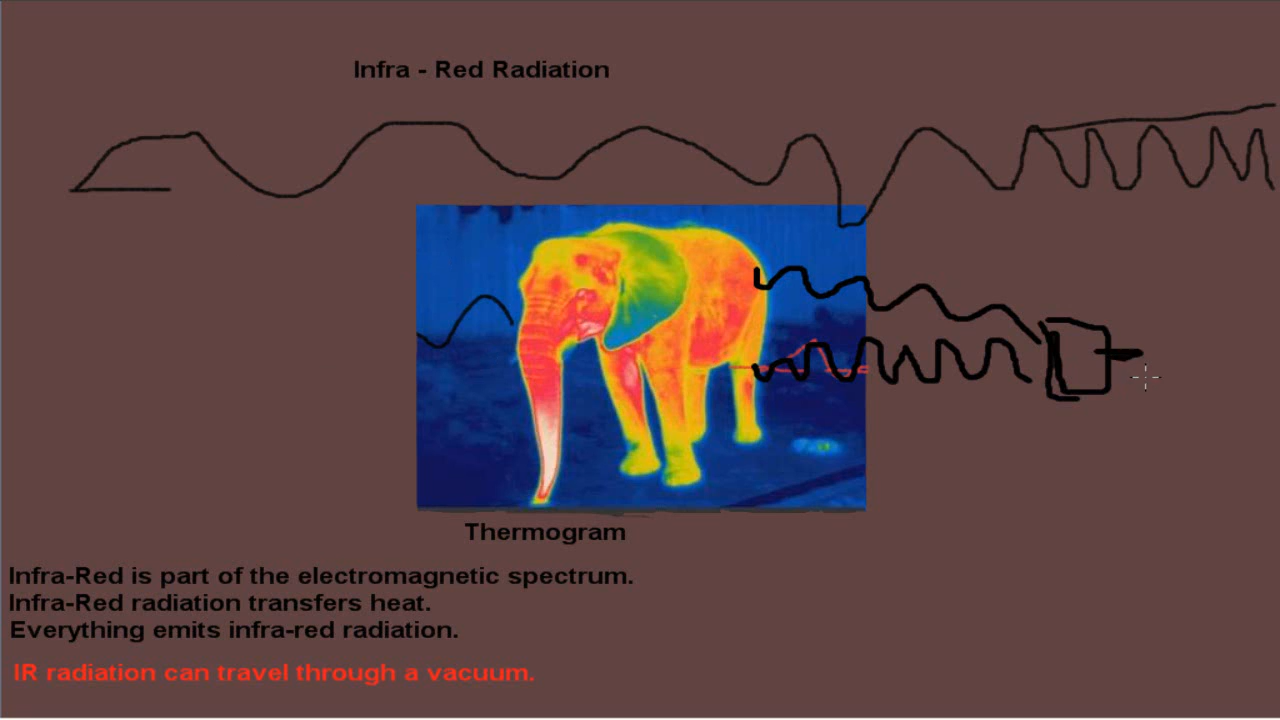 Infra - Red Radiation
Thermogram
Infra-Red is part of the electromagnetic spectrum.
Infra-Red radiation transfers heat.
Everything emits infra-red radiation.
IR radiation can travel through a vacuum.